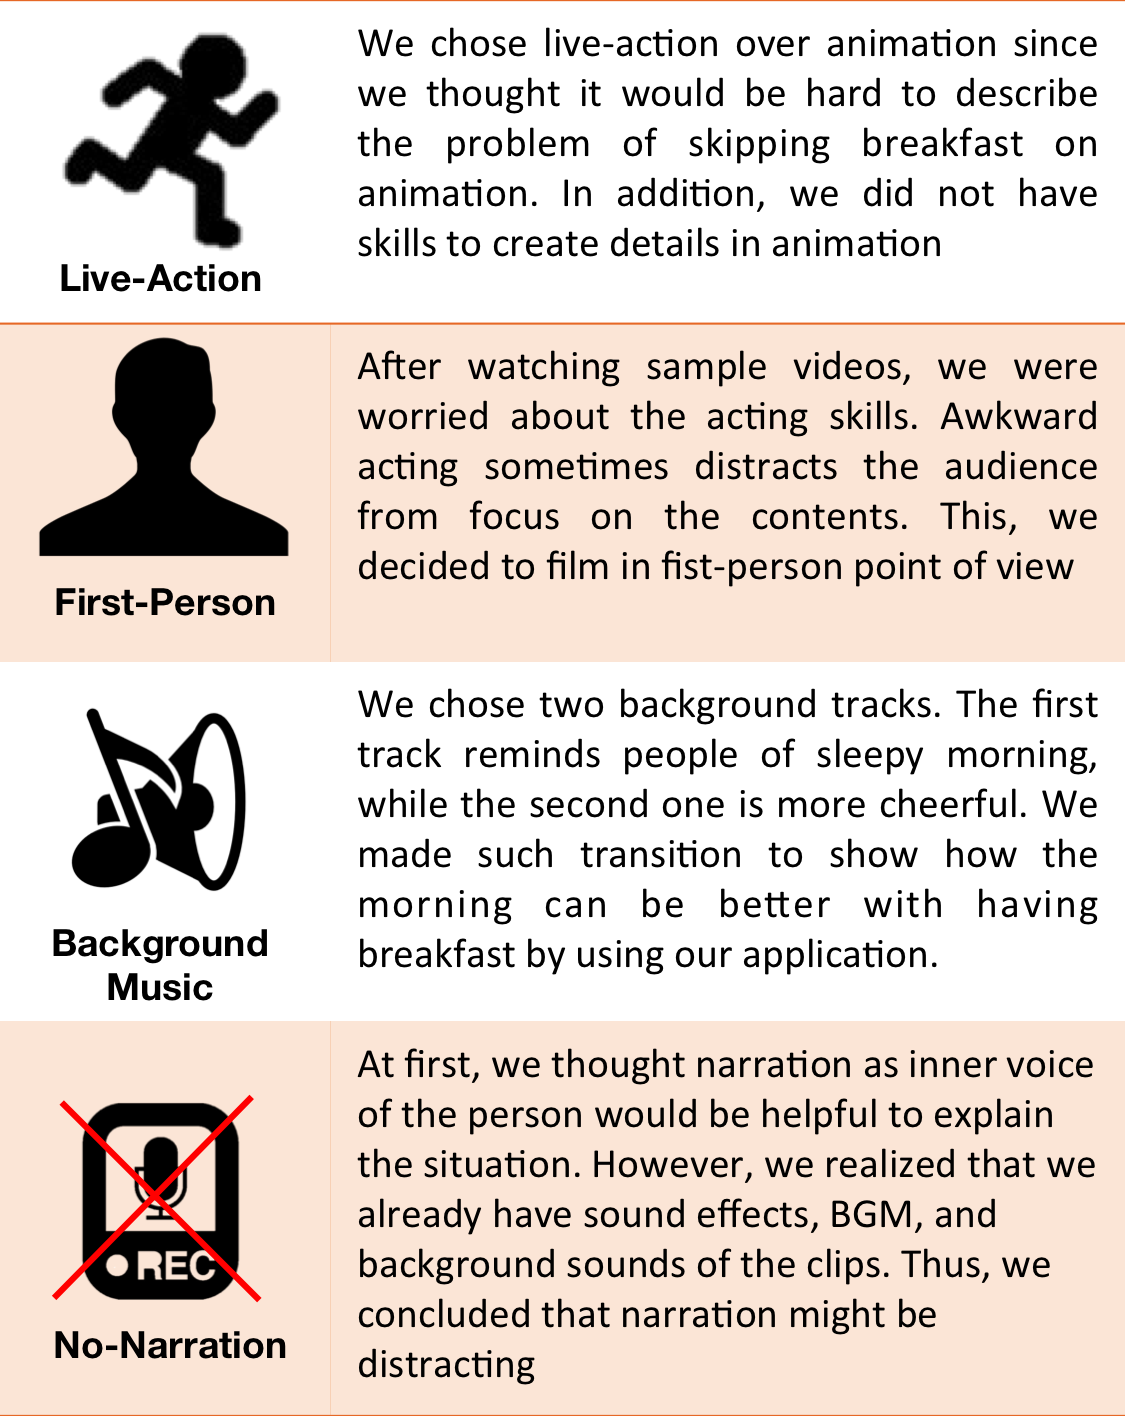 We chose live-action over animation since
we thought it would be hard to describe
the problem of skipping breakfast on
animation. In addition, we did not have
skills to create details in animation
Live-Action
After watching sample videos, we were
worried about the acting skills. Awkward
acting sometimes distracts the audience
from focus on the contents. This, we
decided to film in fist-person point of view
First-Person
We chose two background tracks. The first
track reminds people of sleepy morning,
while the second one is more cheerful. We
made such transition to show how the
morning can be better with having
breakfast by using our application.
Background
Music
At first, we thought narration as inner voice
of the person would be helpful to explain
the situation. However, we realized that we
already have sound effects, BGM, and
background sounds of the clips. Thus, we
concluded that narration might be
distracting
REC
No-Narration